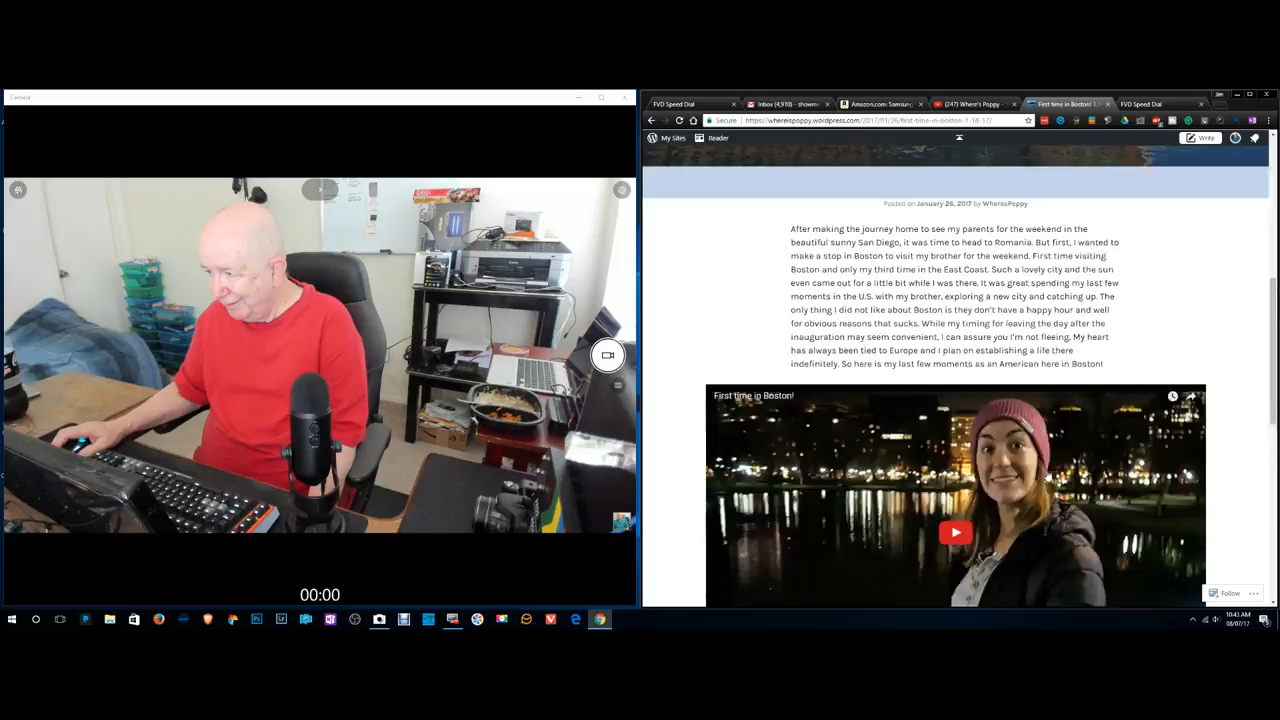 Camera
FVD Speed Dial
Inbox (4,910) - showm
Amazon.com: Samsung
(247) Where's Poppy -
First time in Boston! 1.
FVD Speed Dial
Jim
Secure
https://whereispoppy.wordpress.com/2017/01/26/first-time-in-boston-1-18-17/
My Sites
Reader
Write
Posted on January 26, 2017 by WheresPoppy
After making the journey home to see my parents for the weekend in the
beautiful sunny San Diego, it was time to head to Romania. But first, I wanted to
make a stop in Boston to visit my brother for the weekend. First time visiting
Boston and only my third time in the East Coast. Such a lovely city and the sun
even came out for a little bit while I was there. It was great spending my last few
moments in the U.S. with my brother, exploring a new city and catching up. The
only thing I did not like about Boston is they don't have a happy hour and well
for obvious reasons that sucks. While my timing for leaving the day after the
inauguration may seem convenient, I can assure you I'm not fleeing. My heart
has always been tied to Europe and I plan on establishing a life there
indefinitely. So here is my last few moments as an American here in Boston!
First time in Boston!
Follow
00:00
10:43 AM
08/07/17